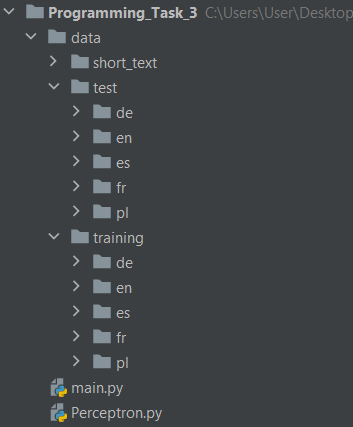 Programming_Task_3 C:\Users\User\Desktop
data
short_text
test
de
en
es
fr
pl
training
de
en
es
fr
pl
main.py
Perceptron.py